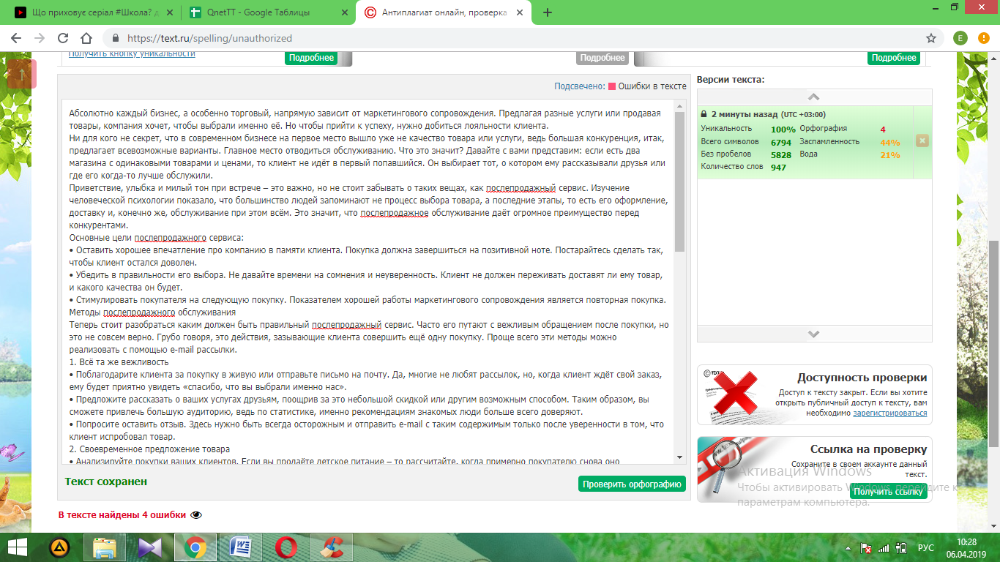 Що приховує серіал #Школа? д
QnetTT - Google Таблицы
Антиплагиат онлайн, проверка
https://text.ru/spelling/unauthorized
E
Получить кнопку уникальности
Подробнее
Подробнее
Подробнее
Подсвечено: Ошибки в тексте
Абсолютно каждый бизнес, а особенно торговый, напрямую зависит от маркетингового сопровождения. Предлагая разные услуги или продавая
товары, компания хочет, чтобы выбрали именно её. Но чтобы прийти к успеху, нужно добиться лояльности клиента.
Ни для кого не секрет, что в современном бизнесе на первое место вышло уже не качество товара или услуги, ведь большая конкуренция, итак,
предлагает всевозможные варианты. Главное место отводиться обслуживанию. Что это значит? Давайте с вами представим: если есть два
магазина с одинаковыми товарами и ценами, то клиент не идёт в первый попавшийся. Он выбирает тот, о котором ему рассказывали друзья или
где его когда-то лучше обслужили.
Приветствие, улыбка и милый тон при встрече – это важно, но не стоит забывать о таких вещах, как послепродажный сервис. Изучение
человеческой психологии показало, что большинство людей запоминают не процесс выбора товара, а последние этапы, то есть его оформление,
доставку и, конечно же, обслуживание при этом всём. Это значит, что послепродажное обслуживание даёт огромное преимущество перед
конкурентами.
Основные цели послепродажного сервиса:
• Оставить хорошее впечатление про компанию в памяти клиента. Покупка должна завершиться на позитивной ноте. Постарайтесь сделать так,
чтобы клиент остался доволен.
• Убедить в правильности его выбора. Не давайте времени на сомнения и неуверенность. Клиент не должен переживать доставят ли ему товар,
и какого качества он будет.
• Стимулировать покупателя на следующую покупку. Показателем хорошей работы маркетингового сопровождения является повторная покупка.
Методы послепродажного обслуживания
Теперь стоит разобраться каким должен быть правильный послепродажный сервис. Часто его путают с вежливым обращением после покупки, но
это не совсем верно. Грубо говоря, это действия, зазывающие клиента совершить ещё одну покупку. Проще всего эти методы можно
реализовать с помощью e-mail рассылки.
1. Всё та же вежливость
• Поблагодарите клиента за покупку в живую или отправьте письмо на почту. Да, многие не любят рассылок, но, когда клиент ждёт свой заказ,
ему будет приятно увидеть «спасибо, что вы выбрали именно нас».
• Предложите рассказать о ваших услугах друзьям, поощрив за это небольшой скидкой или другим возможным способом. Таким образом, вы
сможете привлечь большую аудиторию, ведь по статистике, именно рекомендациям знакомых люди больше всего доверяют.
• Попросите оставить отзыв. Здесь нужно быть всегда осторожным и отправить e-mail с таким содержимым только после уверенности в том, что
клиент испробовал товар.
2. Своевременное предложение товара
• Анализируйте покупки ваших клиентов. Если вы продаёте детское питание – то рассчитайте, когда примерно покупателю снова оно
Текст сохранен
Проверить орфографию
В тексте найдены 4 ошибки
Версии текста:
2 минуты назад (UTC +03:00)
Уникальность 100% Орфография 4
Всего символов 6794 Заспамленность 44%
Без пробелов 5828 Вода 21%
Количество слов 947
Доступность проверки
Доступ к тексту закрыт. Если вы хотите
открыть публичный доступ к тексту, вам
необходимо зарегистрироваться
Ссылка на проверку
Сохраните в своем аккаунте данный
текст.
Получить ссылку
Активация Windows
Чтобы активировать Windows, перейдите к
параметрам компьютера.
РУС
10:28
06.04.2019